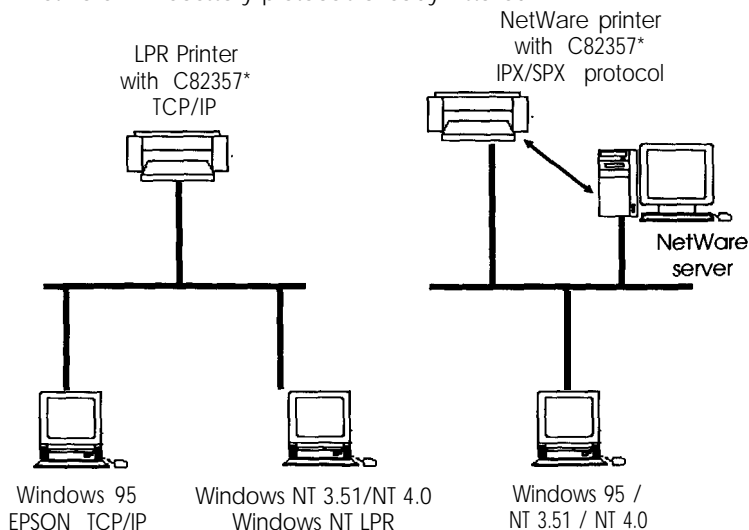 LPR Printer
with C82357*
TCP/IP
NetWare printer
with C82357*
IPX/SPX protocol
NetWare
server
Windows 95
EPSON TCP/IP
Windows NT 3.51/NT 4.0
Windows NT LPR
Windows 95 /
NT 3.51 / NT 4.0